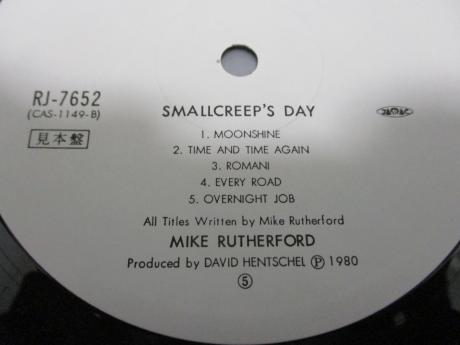 RJ-7652
(CAS-1149-B)
見本盤
SMALLCREEP'S DAY
1. MOONSHINE
2. TIME AND TIME AGAIN
3. ROMANI
4. EVERY ROAD
5. OVERNIGHT JOB
All Titles Written by Mike Rutherford
MIKE RUTHERFORD
Produced by DAVID HENTSCHEL Ⓟ 1980
⑤